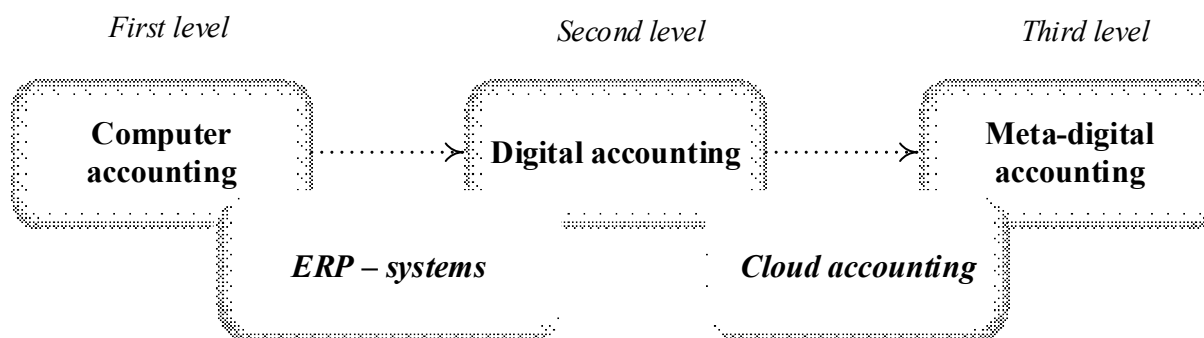 First level
Second level
Third level
Computer
accounting
Digital accounting
Meta-digital
accounting
ERP – systems
Cloud accounting